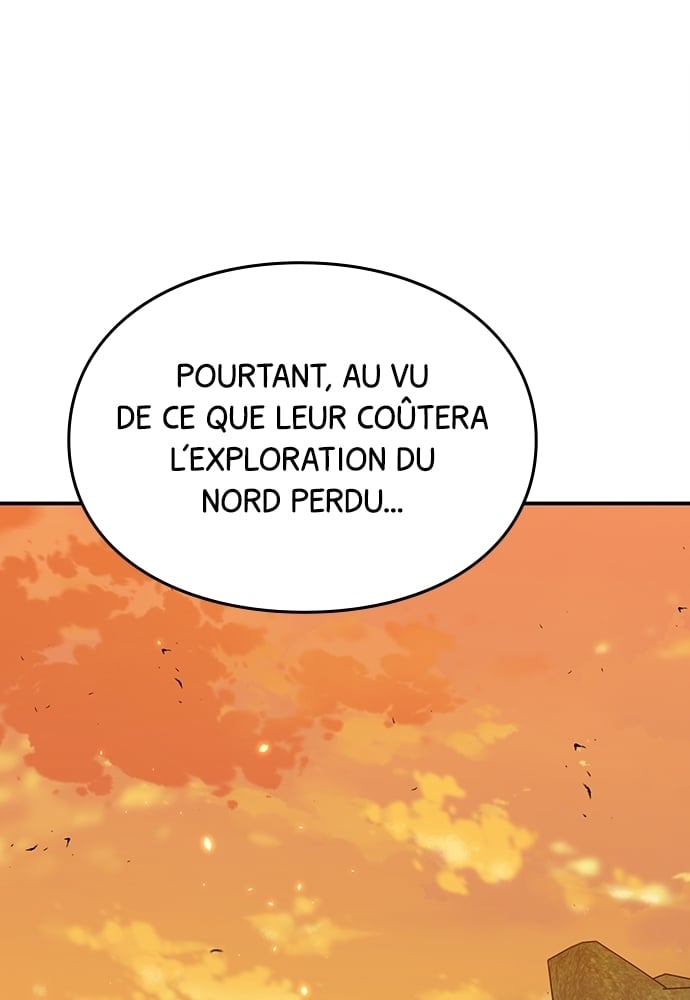 POURTANT, AU VU
DE CE QUE LEUR COÛTERA
L'EXPLORATION DU
NORD PERDU...